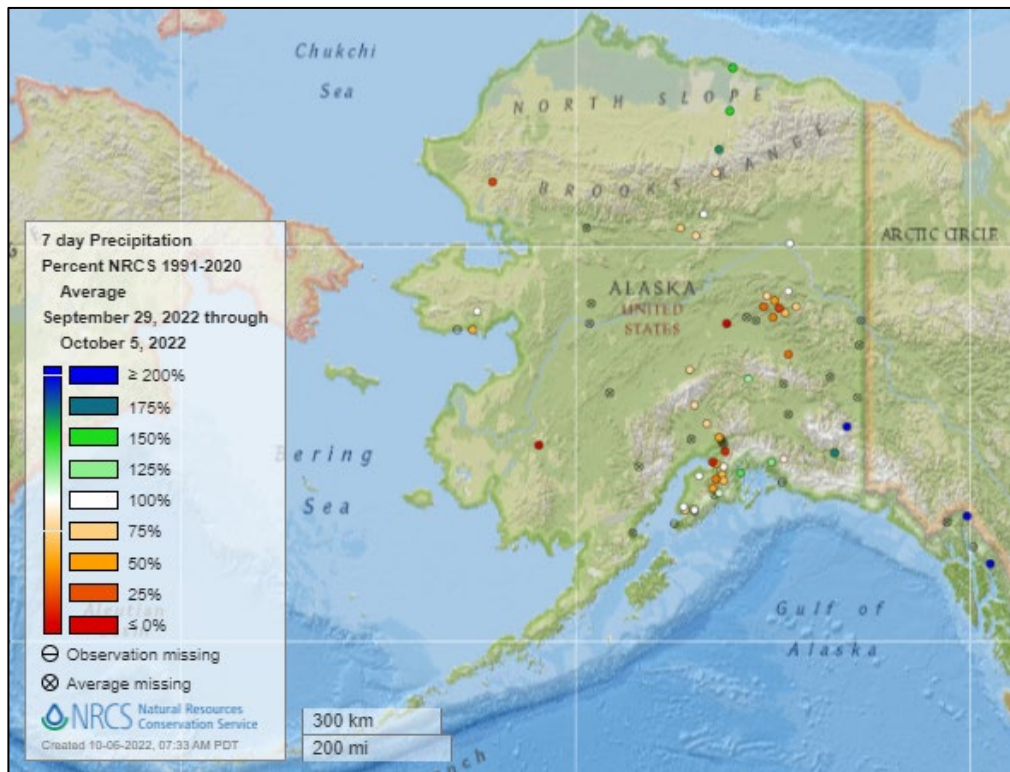 Chukchi
Sea
NORTH SLOPE
BROOKS RANGE
ARCTIC CIRCLE
ALASKA
UNITED
STATES
Bering
Sea
Gulf of
Alaska
7 day Precipitation
Percent NRCS 1991-2020
Average
September 29, 2022 through
October 5, 2022
≥ 200%
175%
150%
125%
100%
75%
50%
25%
≤ 0%
Observation missing
Average missing
NRCS Natural Resources
Conservation Service
Created 10-06-2022, 07:33 AM PDT
300 km
200 mi